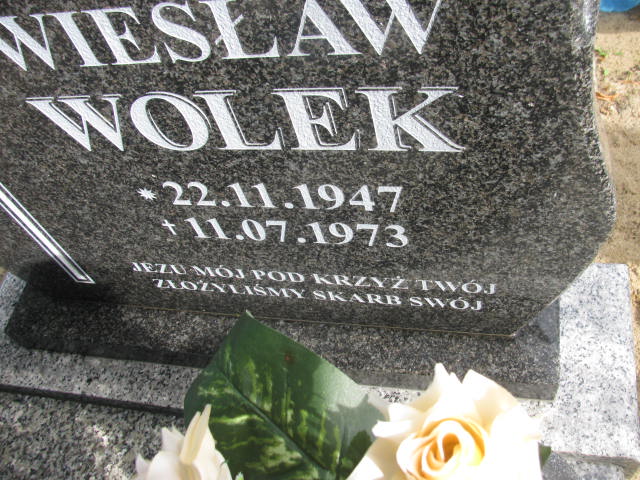 WIESŁAW
WOLEK
* 22.11.1947
† 11.07.1973
JEZU MÓJ POD KRZYŻ TWÓJ
ZŁOŻYLIŚMY SKARB SWÓJ